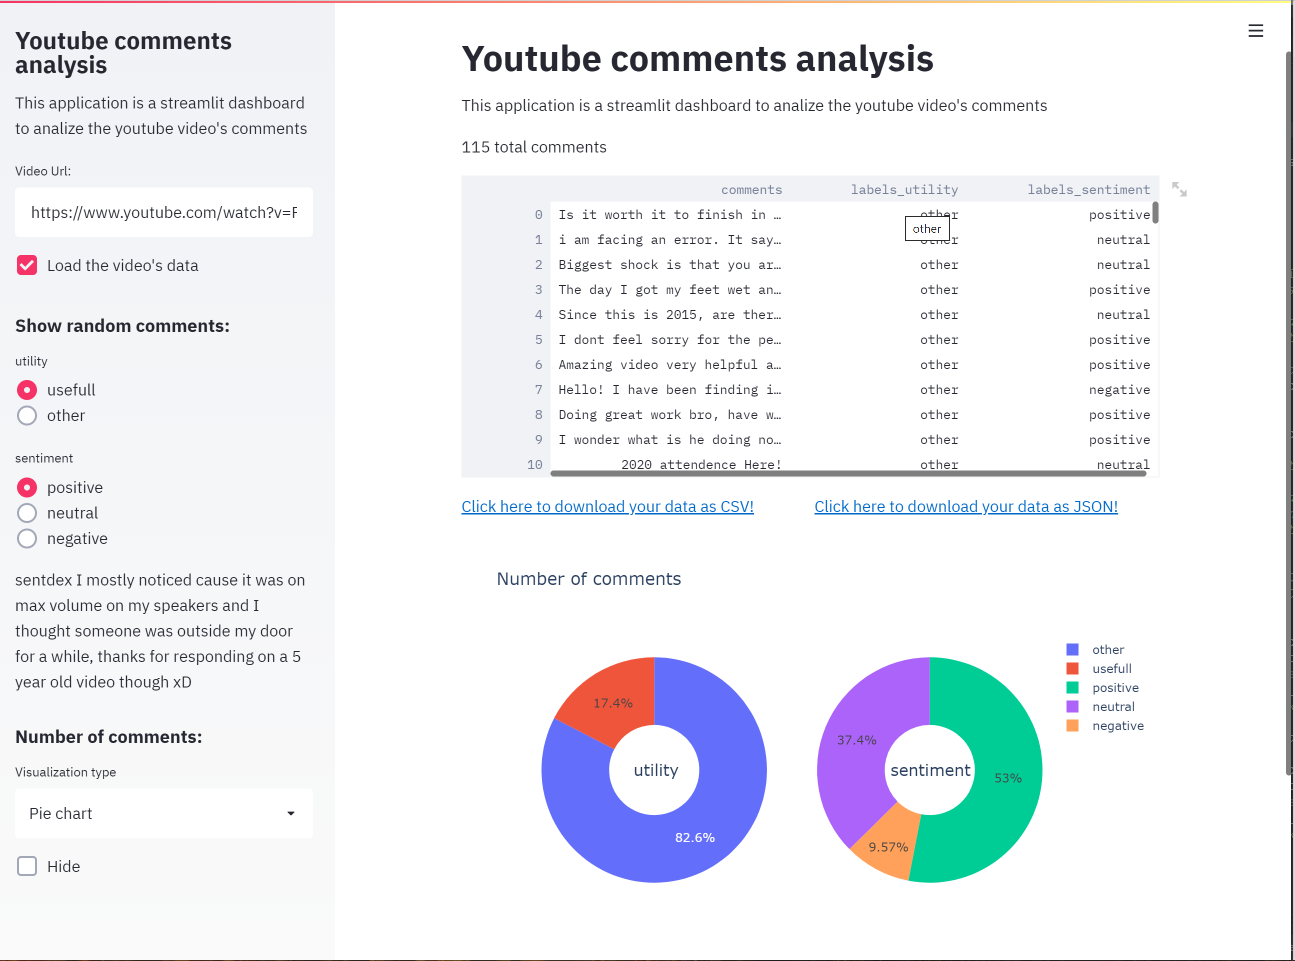 Youtube comments
analysis
This application is a streamlit dashboard
to analize the youtube video's comments
Video Url:
https://www.youtube.com/watch?v=F
Load the video's data
Show random comments:
utility
usefull
other
sentiment
positive
neutral
negative
sentdex I mostly noticed cause it was on
max volume on my speakers and I
thought someone was outside my door
for a while, thanks for responding on a 5
year old video though xD
Number of comments:
Visualization type
Pie chart
Hide
Youtube comments analysis
This application is a streamlit dashboard to analize the youtube video's comments
115 total comments
comments labels_utility labels_sentiment
0 Is it worth it to finish in … other positive
other
1 i am facing an error. It say… other neutral
2 Biggest shock is that you ar… other neutral
3 The day I got my feet wet an… other positive
4 Since this is 2015, are ther… other neutral
5 I dont feel sorry for the pe… other positive
6 Amazing video very helpful a… other positive
7 Hello! I have been finding i… other negative
8 Doing great work bro, have w… other positive
9 I wonder what is he doing no… other positive
10 2020 attendence Here! other neutral
Click here to download your data as CSV! Click here to download your data as JSON!
Number of comments
other
usefull
positive
neutral
negative
17.4%
utility
82.6%
37.4%
sentiment
53%
9.57%